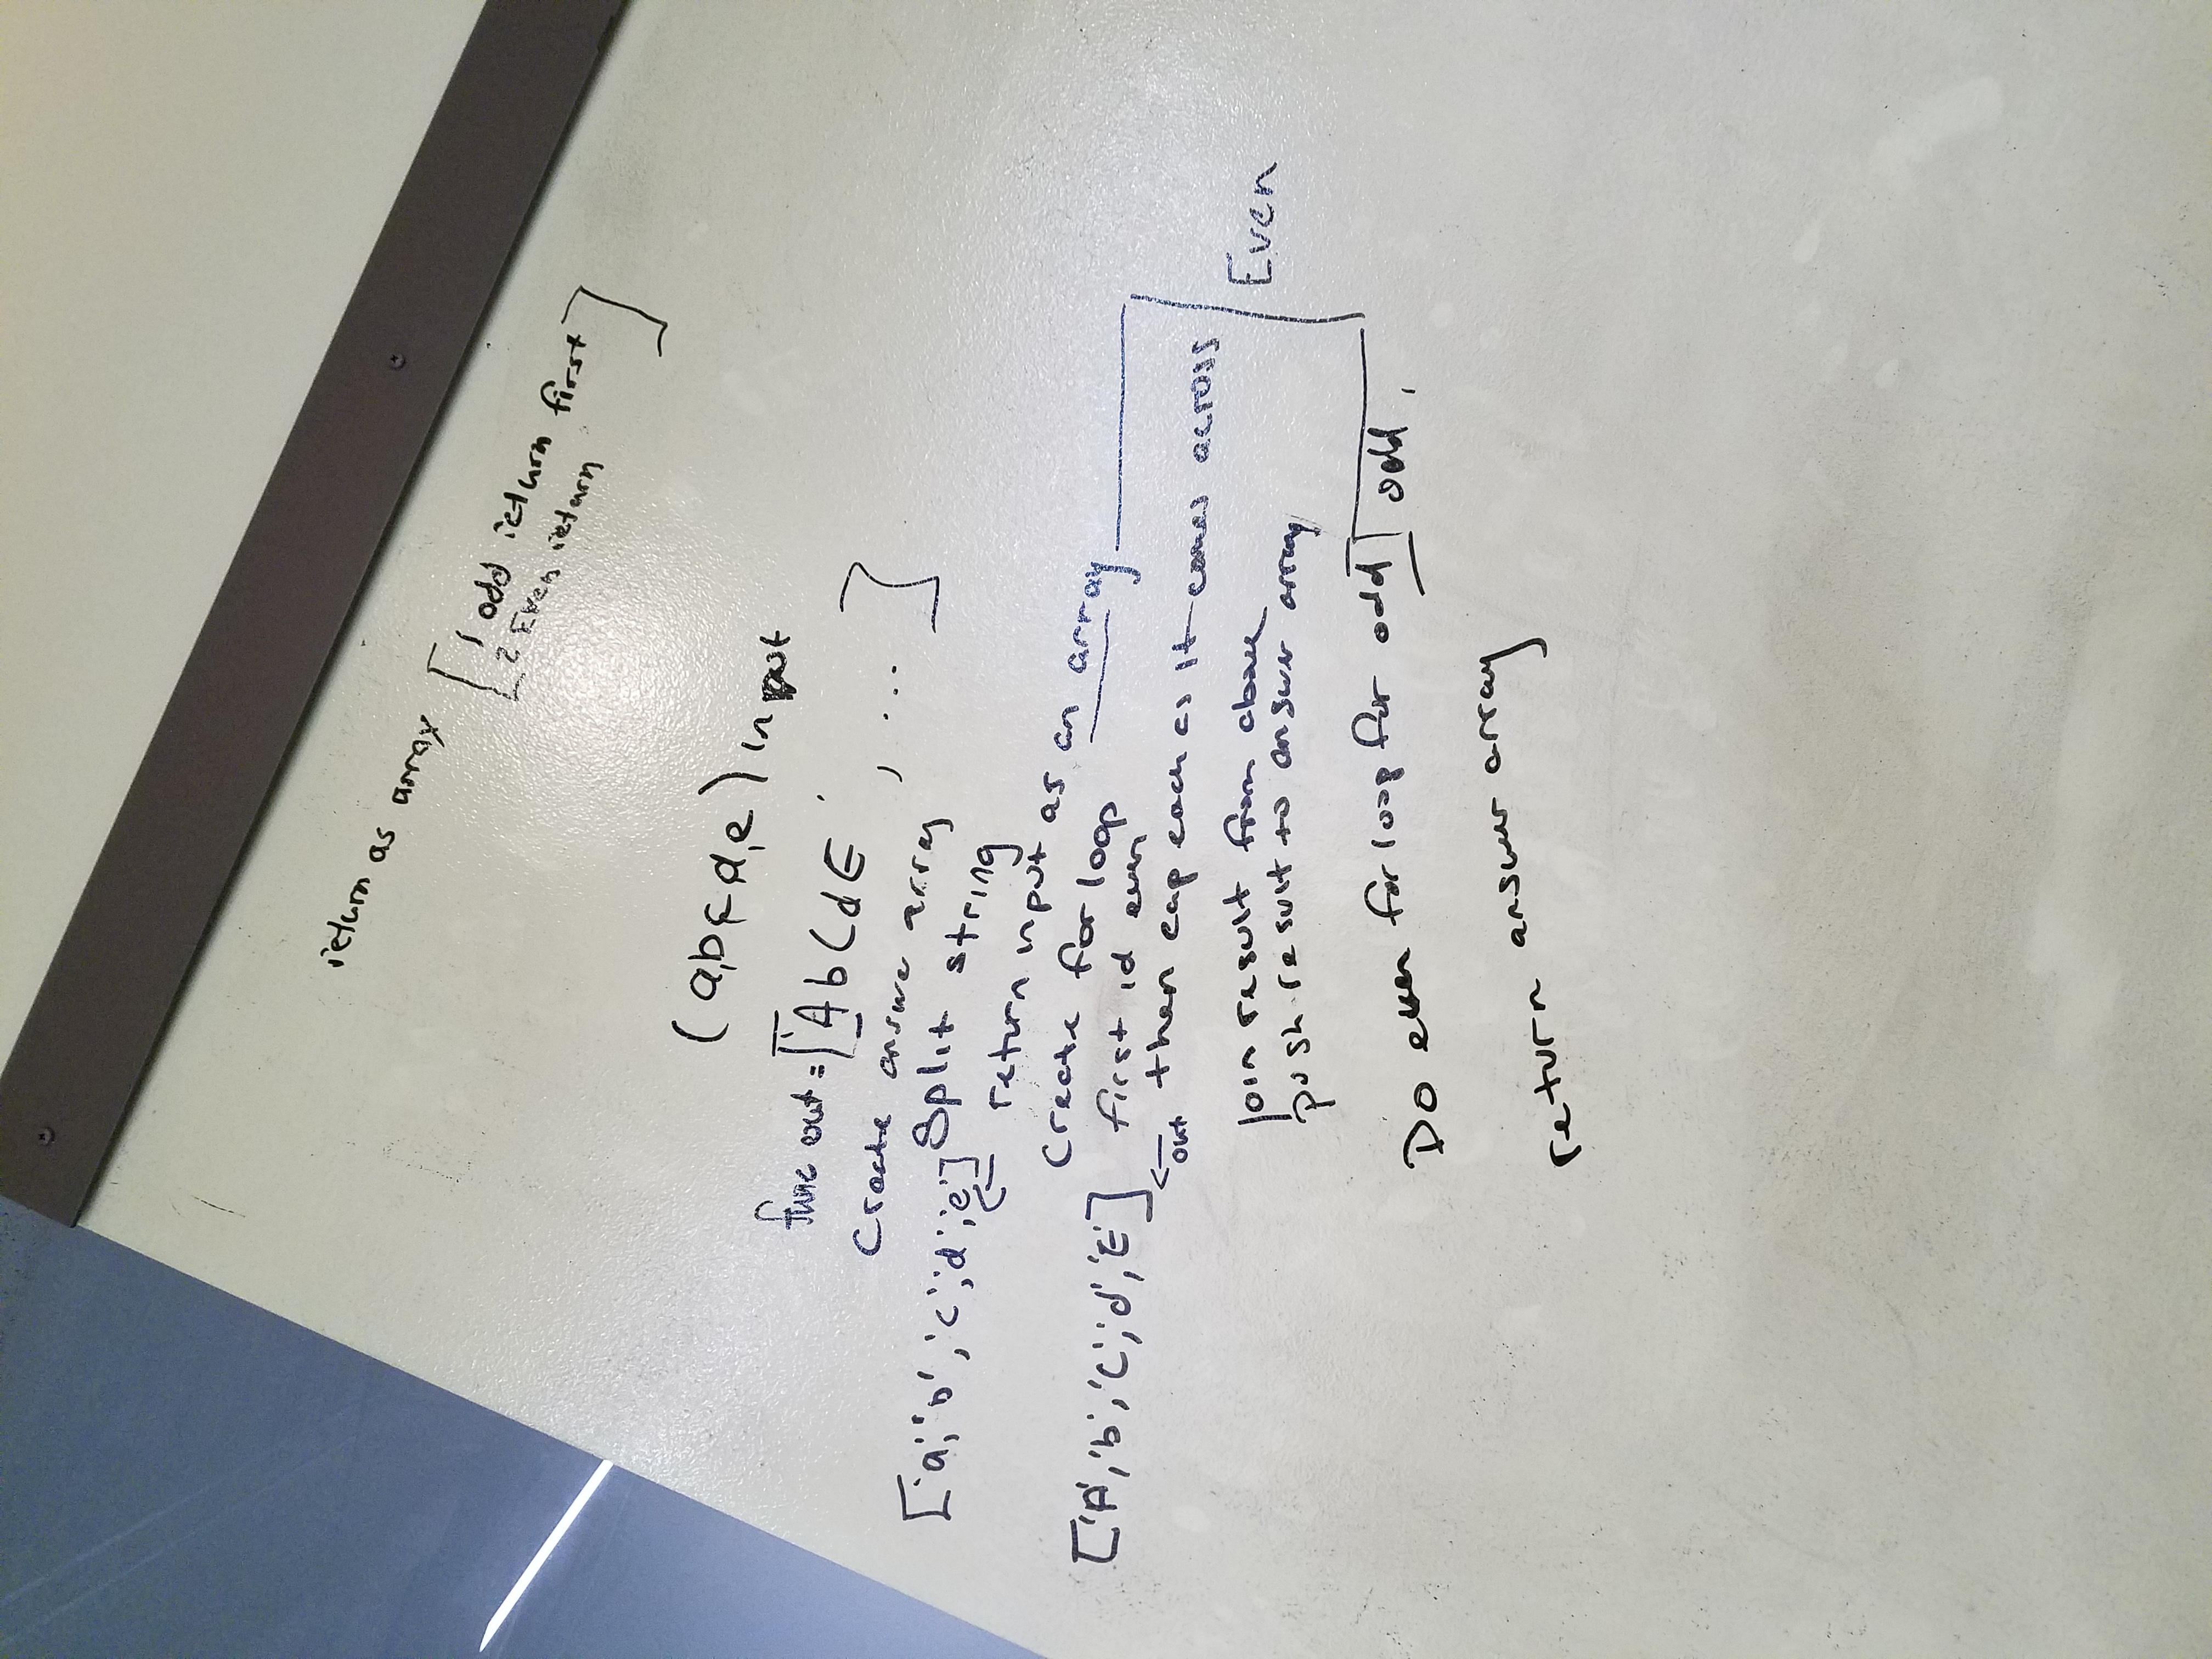 return as array
[ 1 odd return first
2 Even return ]
(a,b,c,d,e) input
func out = ['AbCdE', ... ]
Create answer array
['a','b','c','d','e'] Split string
← return input as an array
Create for loop
['A','b','C','d','E'] first id even
← out then cap each as it comes across
join result from above
push result to answer array
Even
Do even for loop for odd ] odd,
return answer array